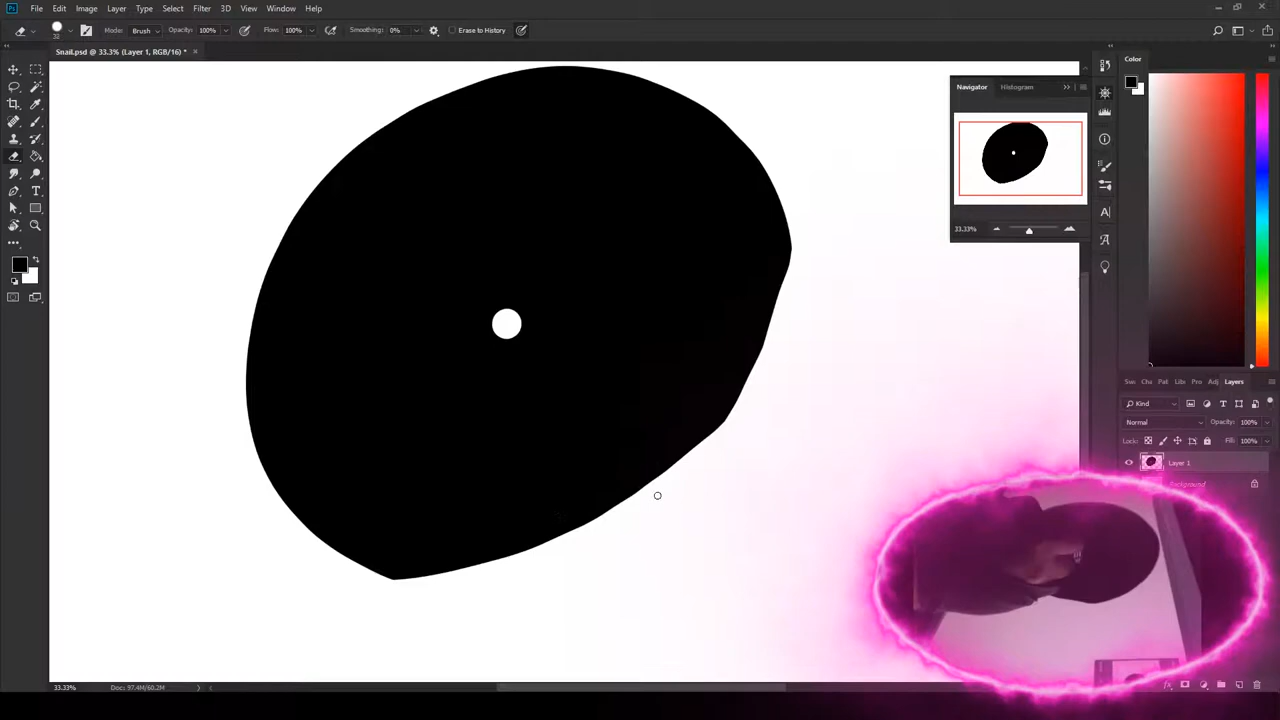 Ps File Edit Image Layer Type Select Filter 3D View Window Help
32 Mode: Brush Opacity: 100% Flow: 100% Smoothing: 0% Erase to History
Snail.psd @ 33.3% (Layer 1, RGB/16) * ×
Color
Navigator Histogram
33.33%
Swa Cha Pat Libr Pro Adj Layers
Kind
Normal Opacity: 100%
Lock: Fill: 100%
Layer 1
Background
33.33% Doc: 97.4M/60.2M